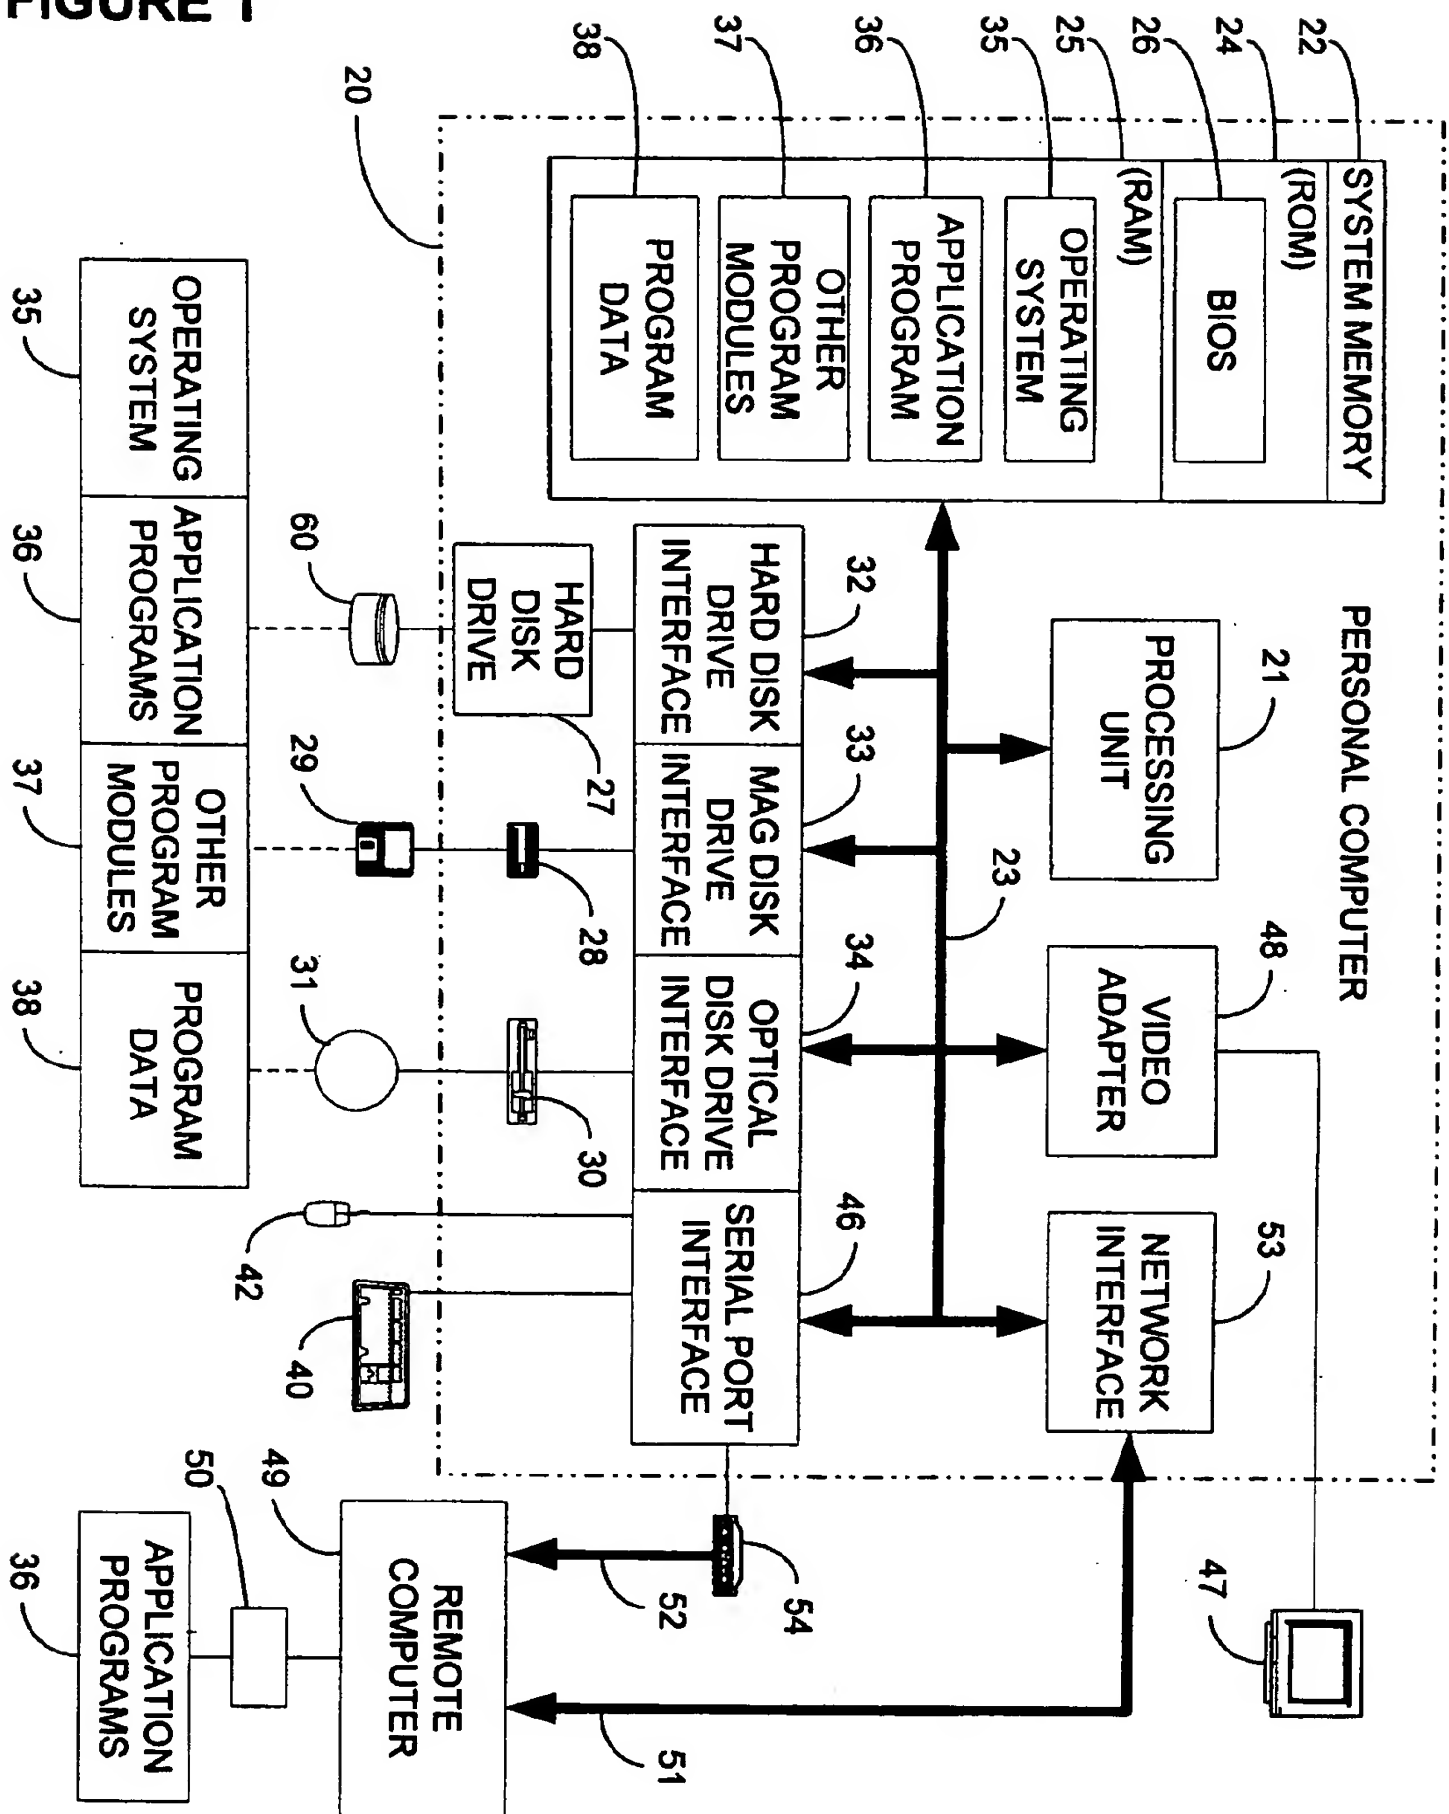 FIGURE 1
PERSONAL COMPUTER
20
22
SYSTEM MEMORY
24
(ROM)
26
BIOS
25
(RAM)
35
OPERATING
SYSTEM
36
APPLICATION
PROGRAM
37
OTHER
PROGRAM
MODULES
38
PROGRAM
DATA
21
PROCESSING
UNIT
48
VIDEO
ADAPTER
53
NETWORK
INTERFACE
47
23
32
HARD DISK
DRIVE
INTERFACE
33
MAG DISK
DRIVE
INTERFACE
34
OPTICAL
DISK DRIVE
INTERFACE
46
SERIAL PORT
INTERFACE
54
HARD
DISK
DRIVE
27
28
30
52
51
60
29
31
42
40
49
REMOTE
COMPUTER
50
OPERATING
SYSTEM
35
APPLICATION
PROGRAMS
36
OTHER
PROGRAM
MODULES
37
PROGRAM
DATA
38
APPLICATION
PROGRAMS
36